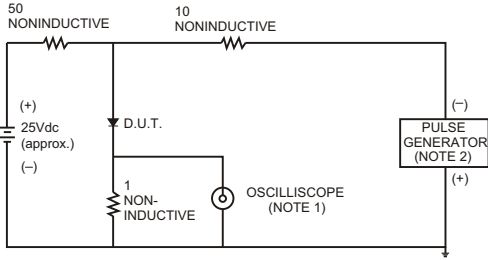 50
NONINDUCTIVE
10
NONINDUCTIVE
(+)
25Vdc
(approx.)
(–)
D.U.T.
1
NON-
INDUCTIVE
OSCILLISCOPE
(NOTE 1)
(–)
PULSE
GENERATOR
(NOTE 2)
(+)